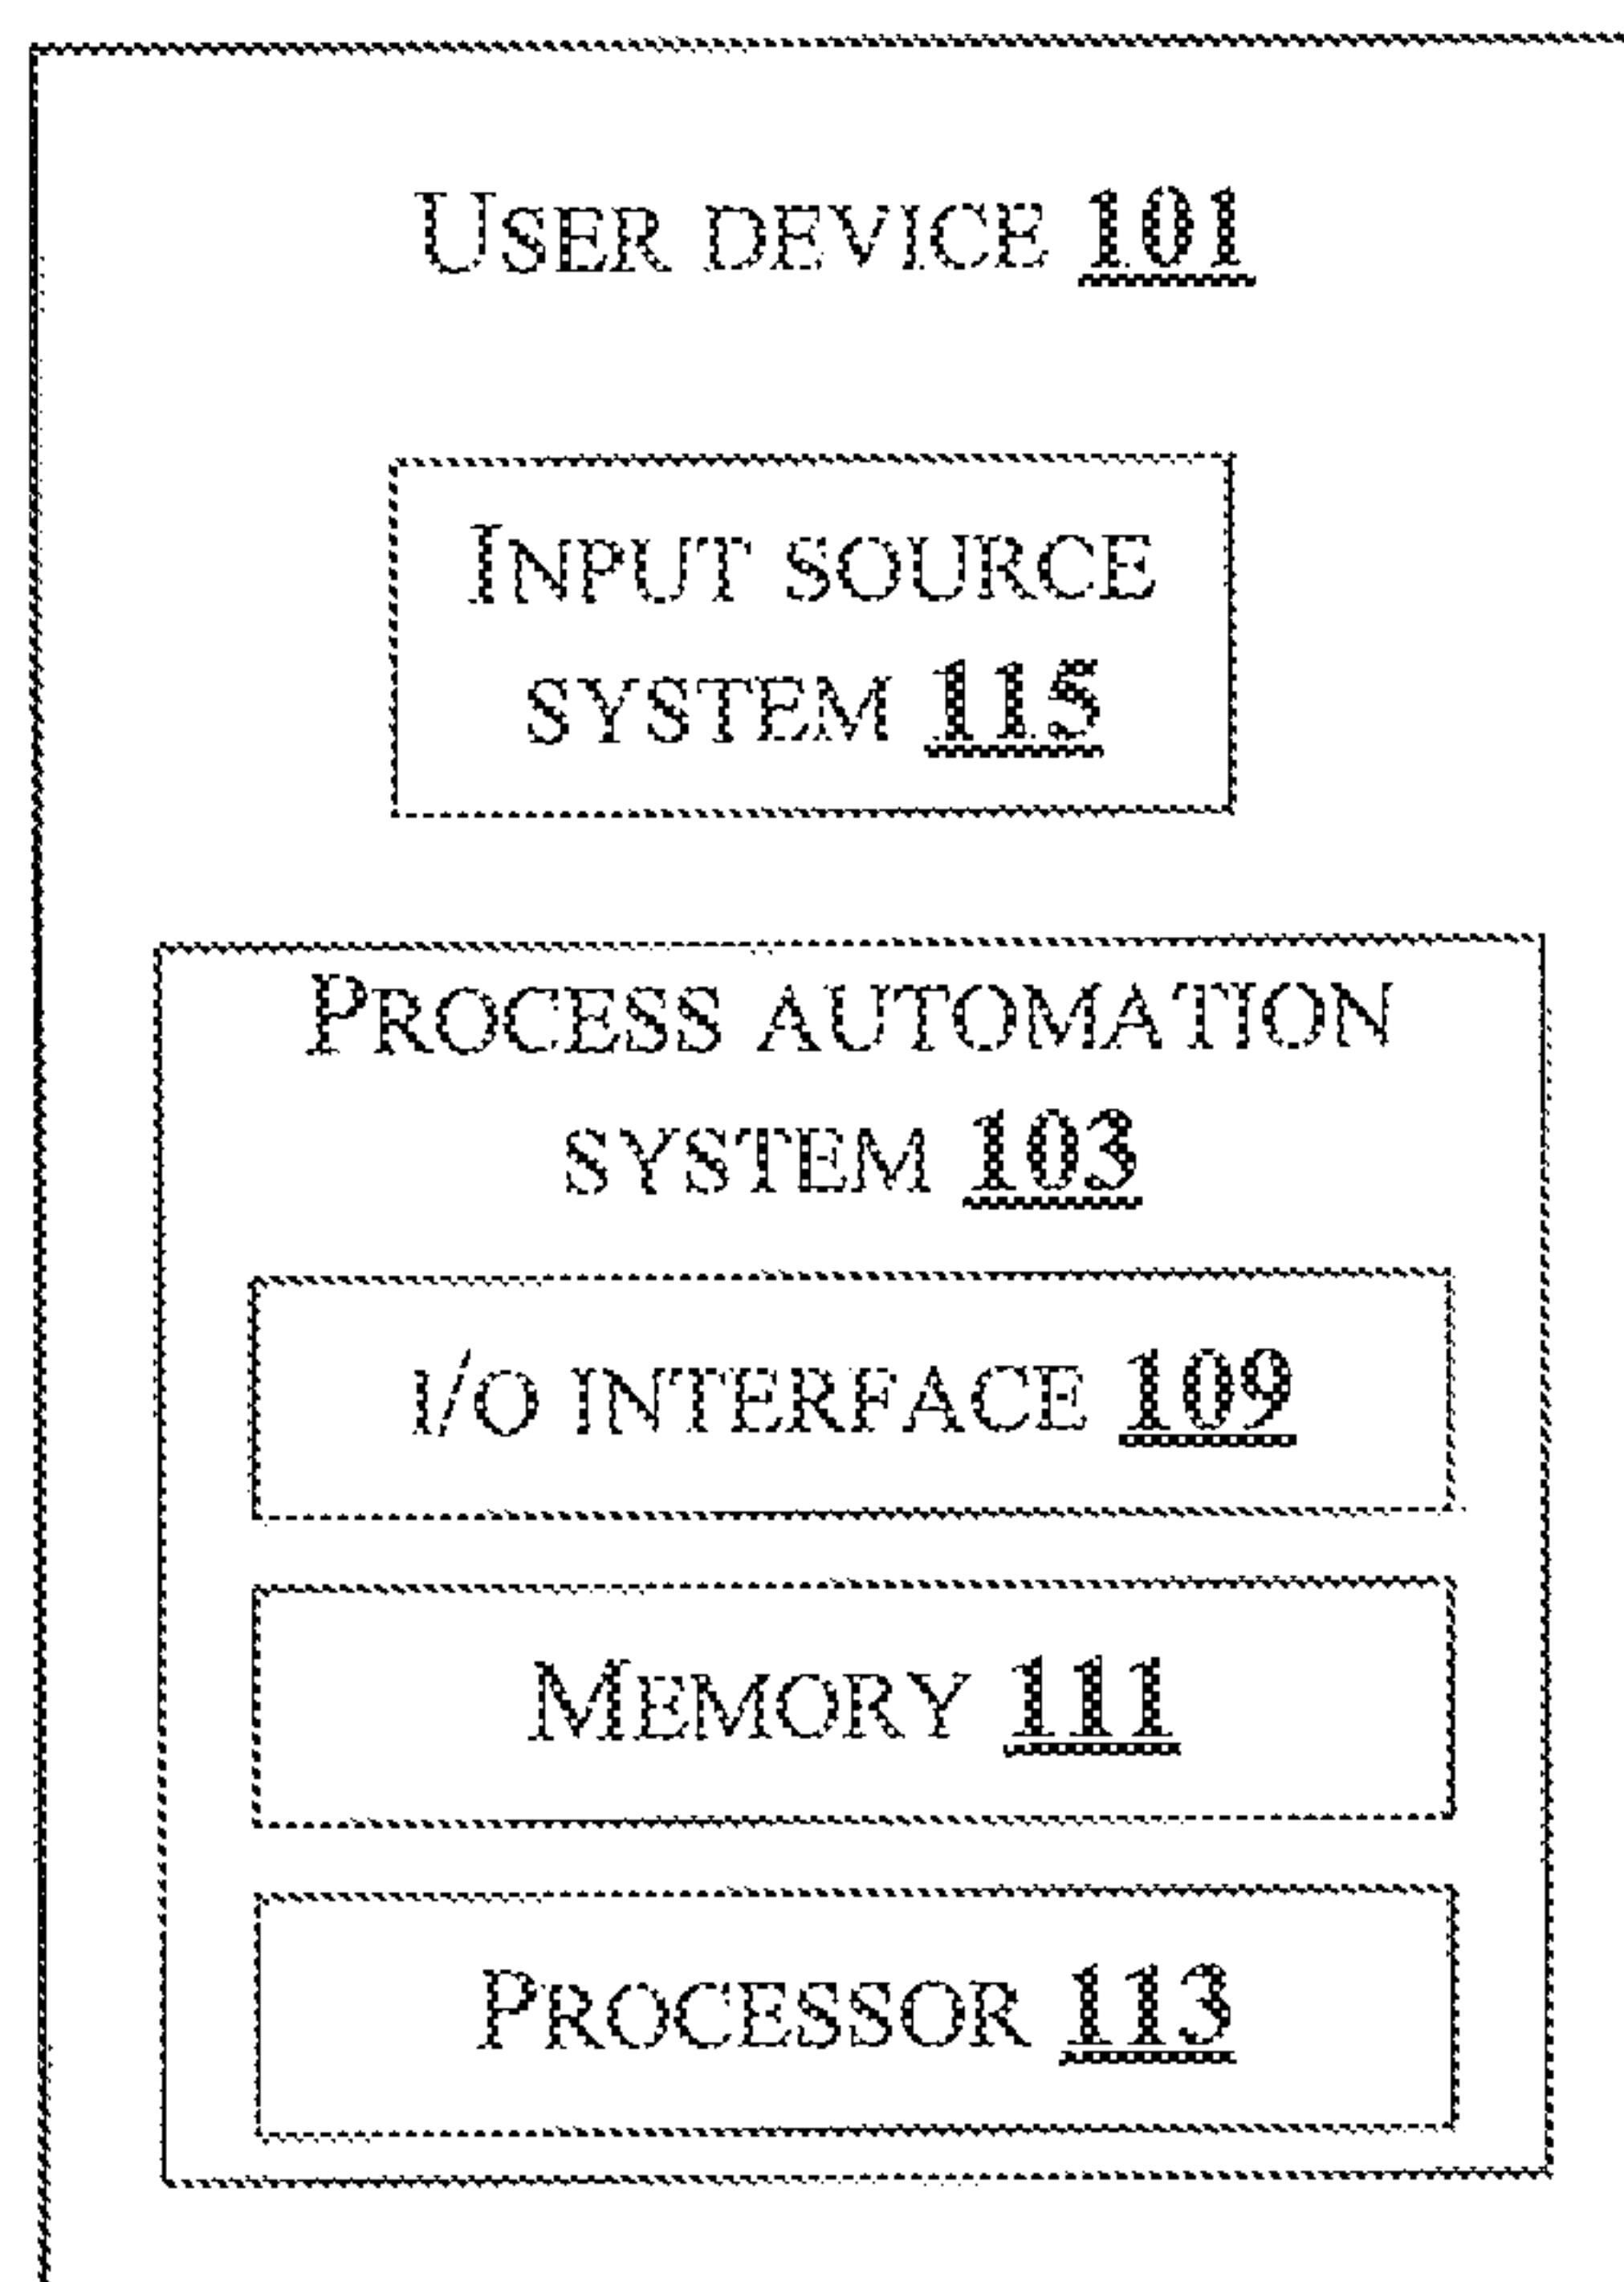 USER DEVICE 101
INPUT SOURCE
SYSTEM 115
PROCESS AUTOMATION
SYSTEM 103
I/O INTERFACE 109
MEMORY 111
PROCESSOR 113